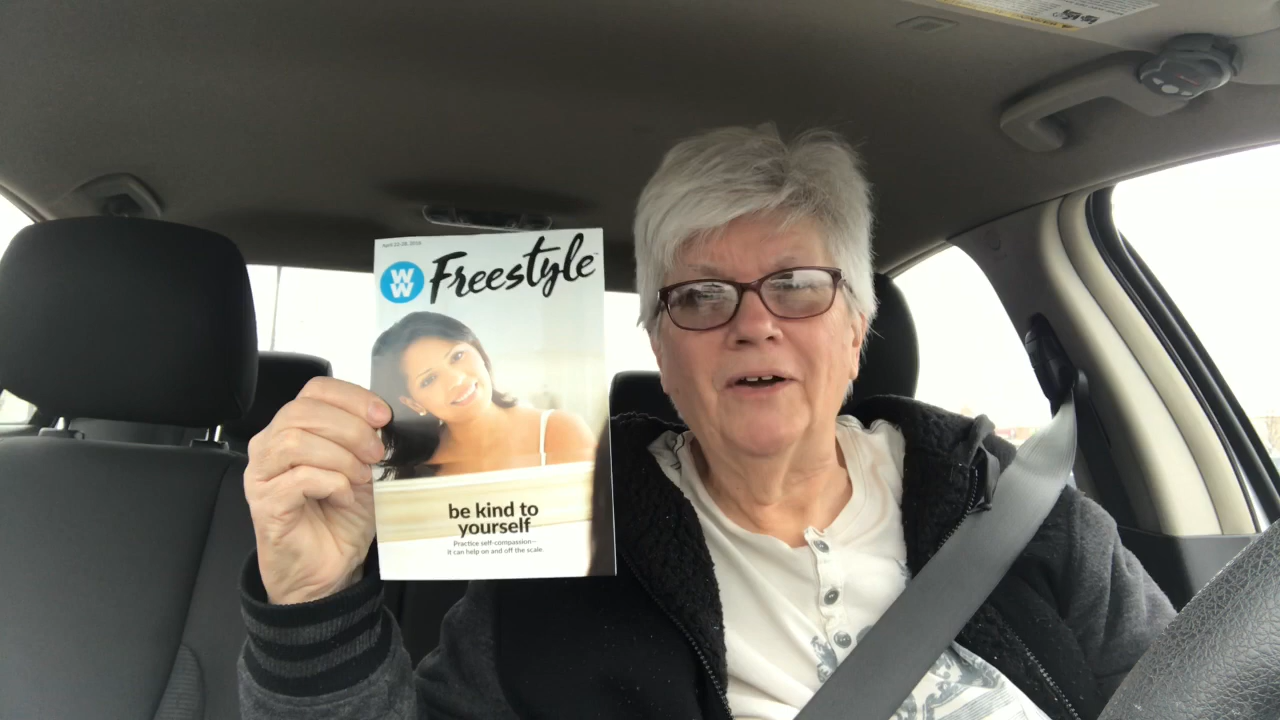 April 22-28, 2018
WW
Freestyle™
be kind to
yourself
Practice self-compassion—
it can help on and off the scale.